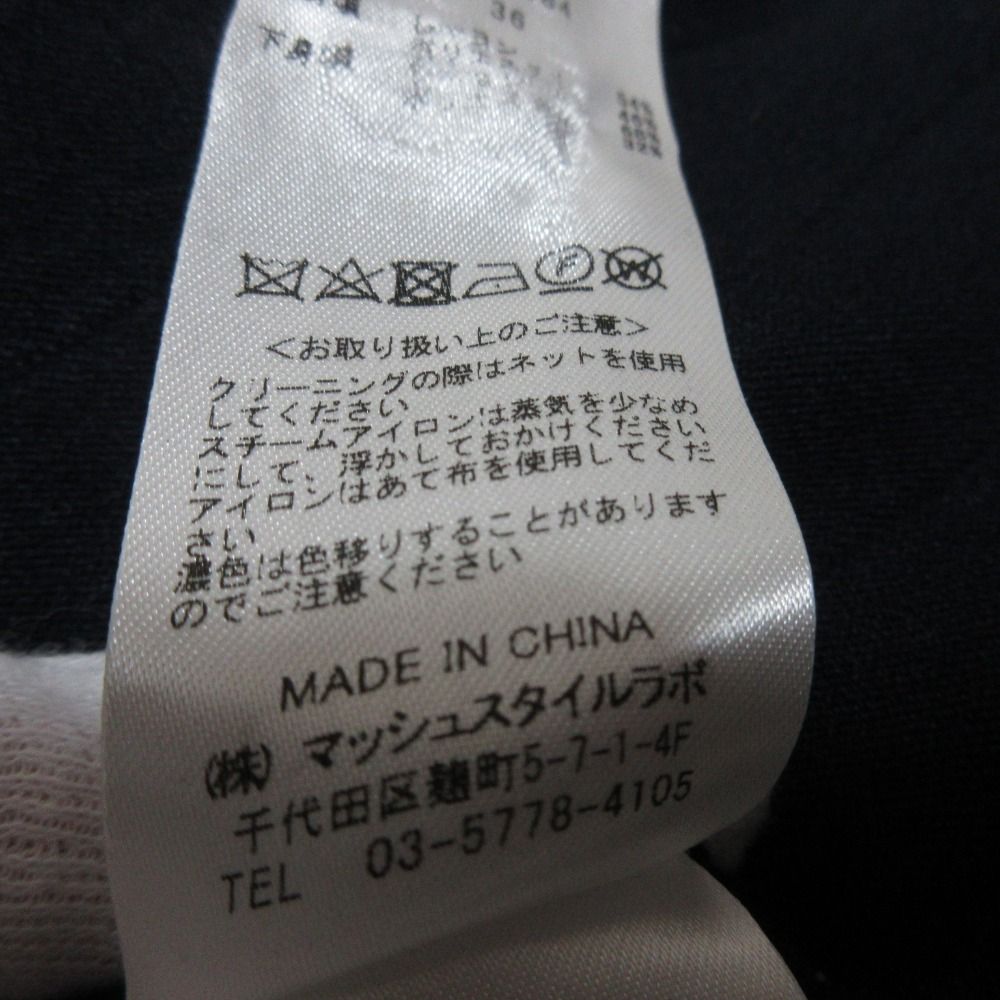 36
下身頃
F
W
＜お取り扱い上のご注意＞
クリーニングの際はネットを使用
してください
スチームアイロンは蒸気を少なめ
にして、浮かしておかけください
アイロンはあて布を使用してくだ
さい
濃色は色移りすることがあります
のでご注意ください
MADE IN CHINA
(株) マッシュスタイルラボ
千代田区麹町5-7-1-4F
TEL 03-5778-4105